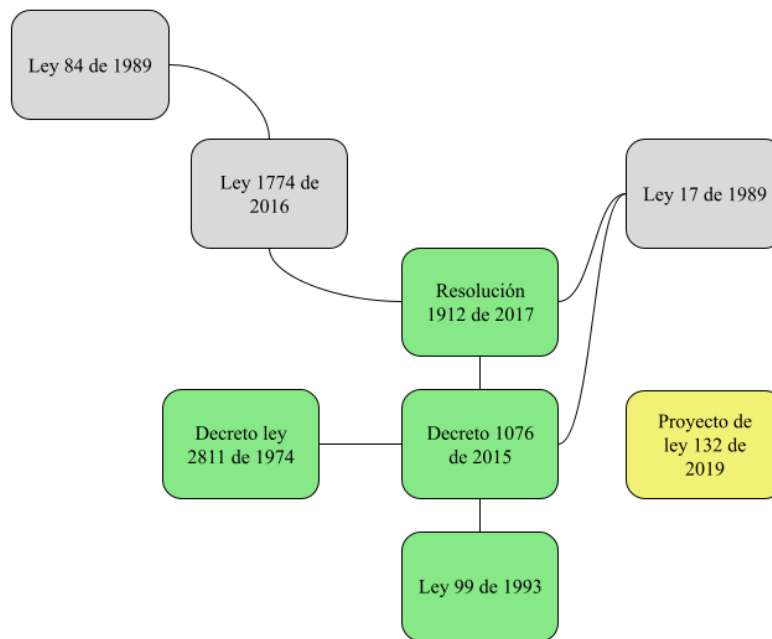 Ley 84 de 1989
Ley 1774 de
2016
Ley 17 de 1989
Resolución
1912 de 2017
Decreto ley
2811 de 1974
Decreto 1076
de 2015
Proyecto de
ley 132 de
2019
Ley 99 de 1993